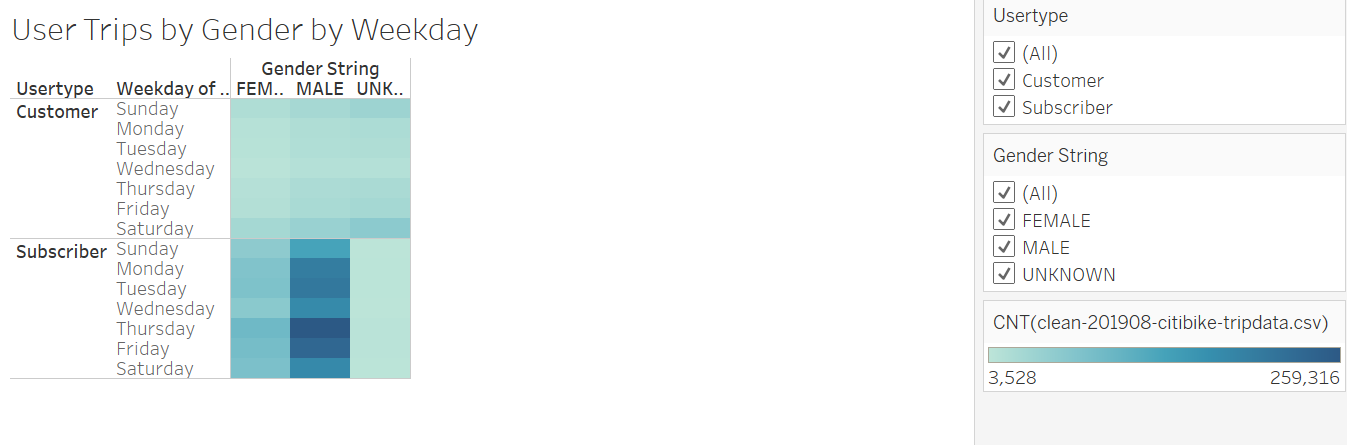 User Trips by Gender by Weekday
Gender String
Usertype Weekday of .. FEM.. MALE UNK..
Customer Sunday
Monday
Tuesday
Wednesday
Thursday
Friday
Saturday
Subscriber Sunday
Monday
Tuesday
Wednesday
Thursday
Friday
Saturday
Usertype
(All)
Customer
Subscriber
Gender String
(All)
FEMALE
MALE
UNKNOWN
CNT(clean-201908-citibike-tripdata.csv)
3,528 259,316